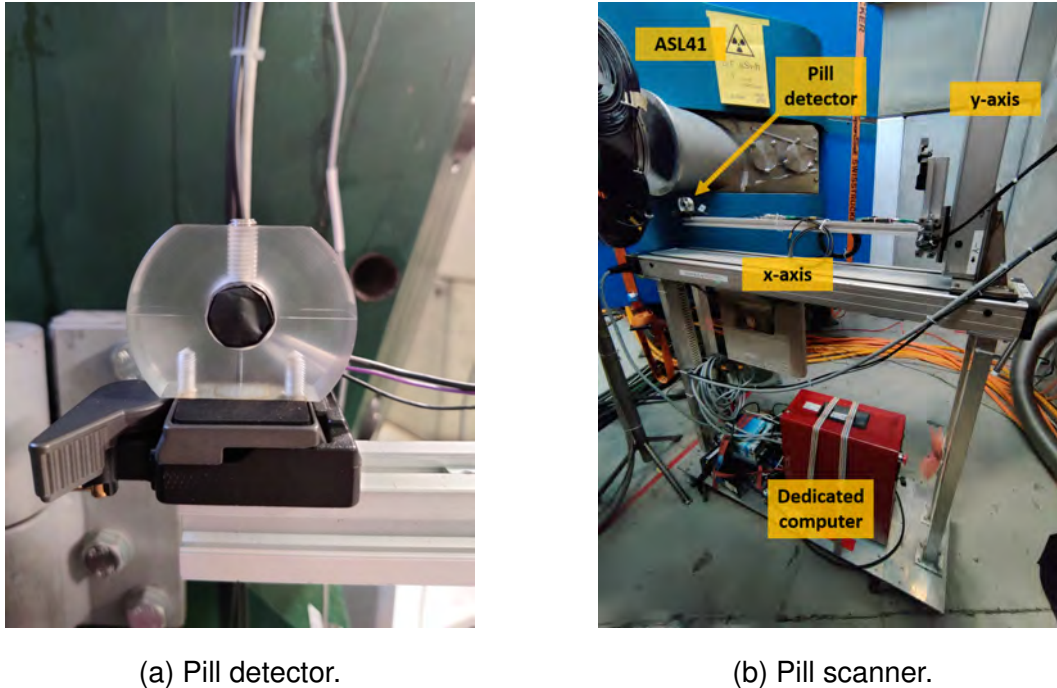 ASL41
Pill
detector
y-axis
x-axis
Dedicated
computer
(a) Pill detector.
(b) Pill scanner.